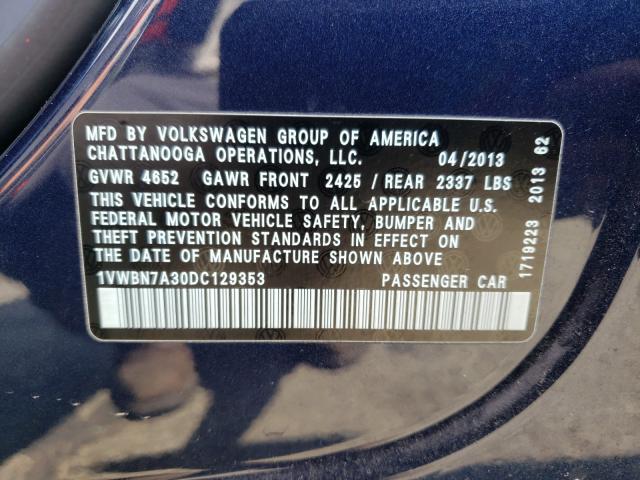 MFD BY VOLKSWAGEN GROUP OF AMERICA
CHATTANOOGA OPERATIONS, LLC. 04/2013
GVWR 4652 GAWR FRONT 2425 / REAR 2337 LBS
THIS VEHICLE CONFORMS TO ALL APPLICABLE U.S.
FEDERAL MOTOR VEHICLE SAFETY, BUMPER AND
THEFT PREVENTION STANDARDS IN EFFECT ON
THE DATE OF MANUFACTURE SHOWN ABOVE
1VWBN7A30DC129353 PASSENGER CAR
1719223 2013 62